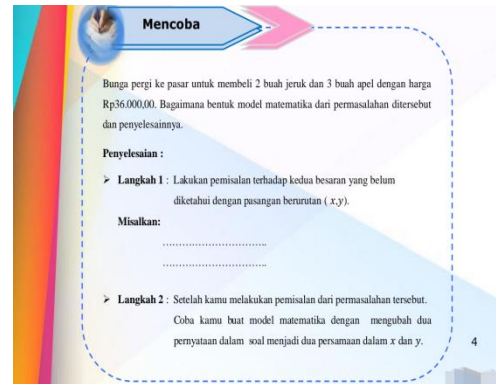 Mencoba
Bunga pergi ke pasar untuk membeli 2 buah jeruk dan 3 buah apel dengan harga
Rp36.000,00. Bagaimana bentuk model matematika dari permasalahan ditersebut
dan penyelesainnya.
Penyelesaian :
➢ Langkah 1 : Lakukan pemisalan terhadap kedua besaran yang belum
diketahui dengan pasangan berurutan ( x,y).
Misalkan:
................................
................................
➢ Langkah 2 : Setelah kamu melakukan pemisalan dari permasalahan tersebut.
Coba kamu buat model matematika dengan mengubah dua
pernyataan dalam soal menjadi dua persamaan dalam x dan y.
4